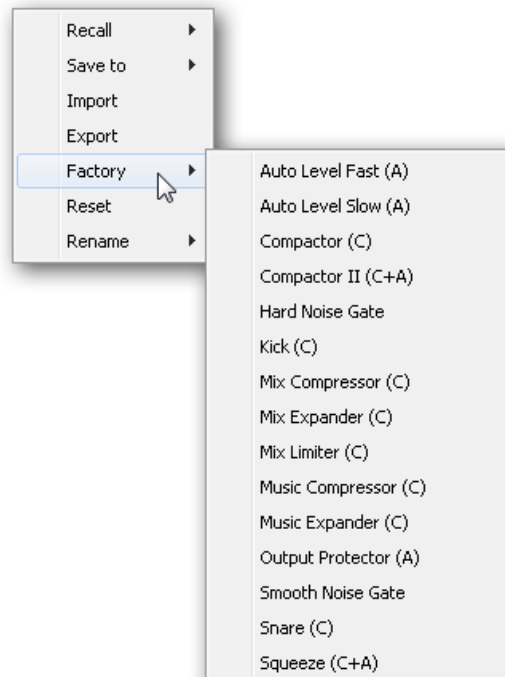 Recall
Save to
Import
Export
Factory
Reset
Rename
Auto Level Fast (A)
Auto Level Slow (A)
Compactor (C)
Compactor II (C+A)
Hard Noise Gate
Kick (C)
Mix Compressor (C)
Mix Expander (C)
Mix Limiter (C)
Music Compressor (C)
Music Expander (C)
Output Protector (A)
Smooth Noise Gate
Snare (C)
Squeeze (C+A)